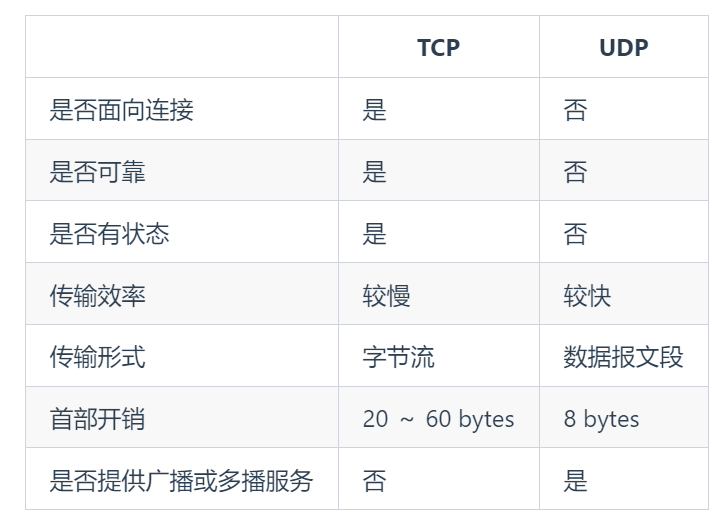 TCP UDP
是否面向连接 是 否
是否可靠 是 否
是否有状态 是 否
传输效率 较慢 较快
传输形式 字节流 数据报文段
首部开销 20 ~ 60 bytes 8 bytes
是否提供广播或多播服务 否 是